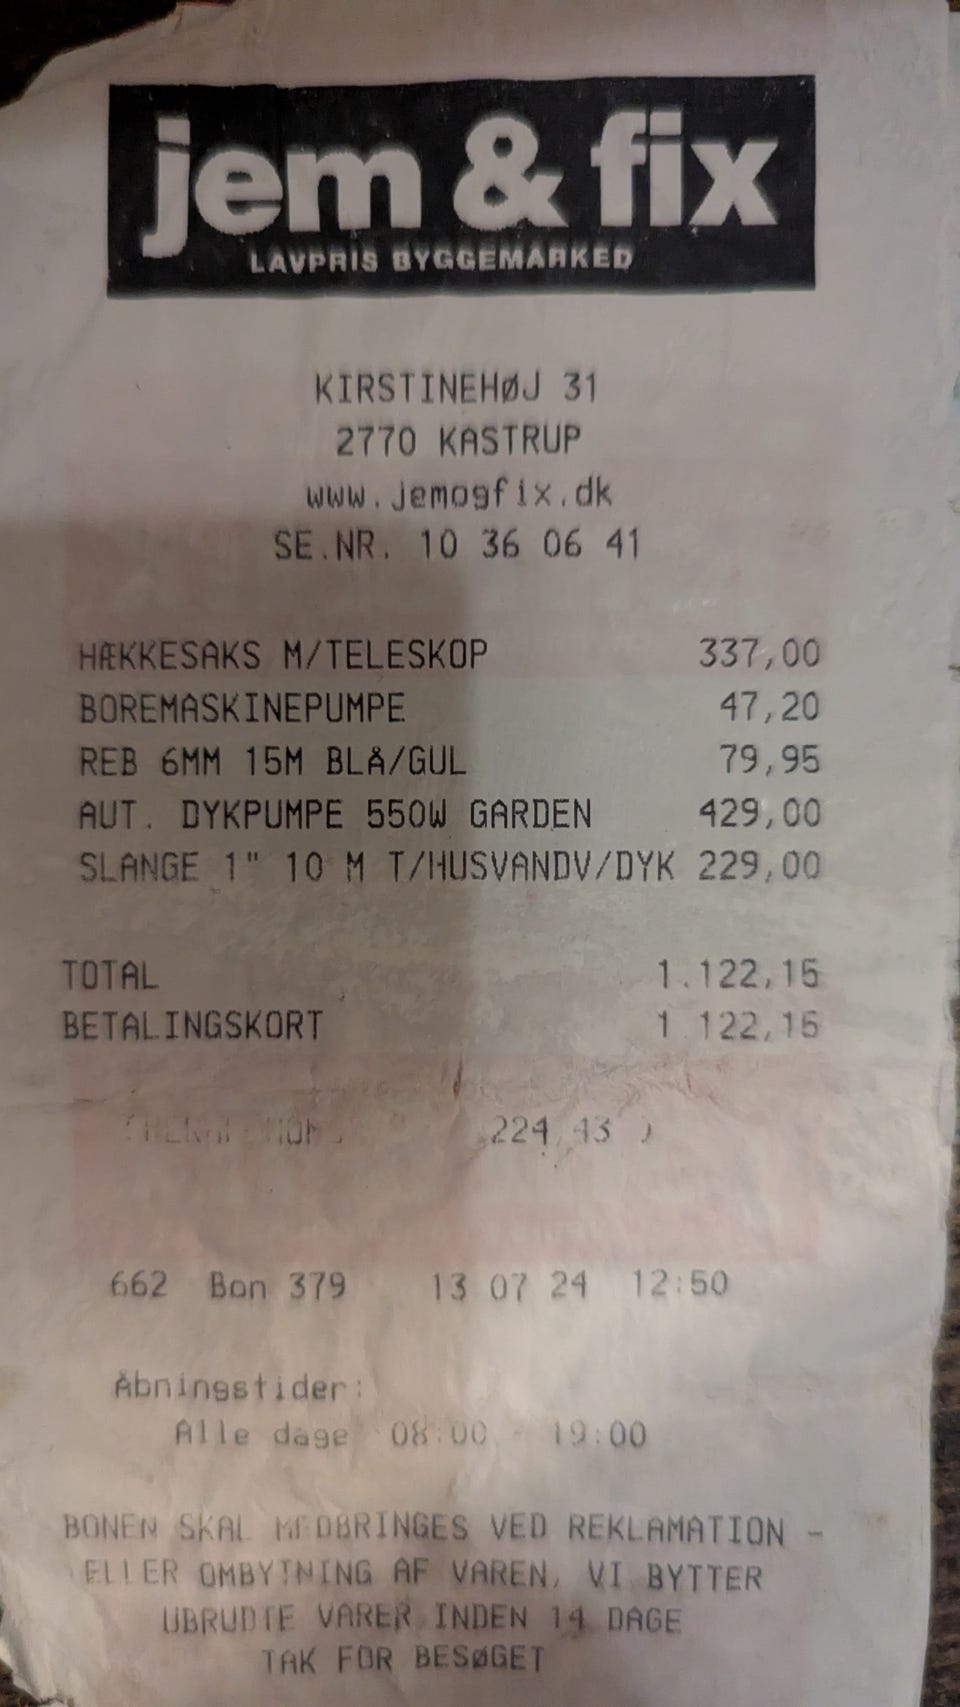 jem & fix
LAVPRIS BYGGEMARKED
KIRSTINEHØJ 31
2770 KASTRUP
www.jemogfix.dk
SE.NR. 10 36 06 41
HÆKKESAKS M/TELESKOP 337,00
BOREMASKINEPUMPE 47,20
REB 6MM 15M BLÅ/GUL 79,95
AUT. DYKPUMPE 550W GARDEN 429,00
SLANGE 1" 10 M T/HUSVANDV/DYK 229,00
TOTAL 1.122,15
BETALINGSKORT 1.122,15
224,43 )
662 Bon 379 13 07 24 12:50
Åbningstider:
Alle dage 08:00 - 19:00
BONEN SKAL MEDBRINGES VED REKLAMATION -
ELLER OMBYTNING AF VAREN, VI BYTTER
UBRUDTE VARER INDEN 14 DAGE
TAK FOR BESØGET